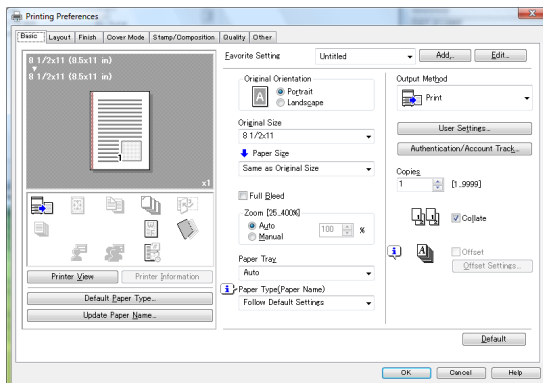 Printing Preferences
Basic Layout Finish Cover Mode Stamp/Composition Quality Other
8 1/2x11 (8.5x11 in)
8 1/2x11 (8.5x11 in)
1
x1
Printer View Printer Information
Default Paper Type...
Update Paper Name...
Favorite Setting Untitled Add... Edit...
Original Orientation
A
Portrait
Landscape
Original Size
8 1/2x11
Paper Size
Same as Original Size
Full Bleed
Zoom [25..400%]
Auto
Manual
100 %
Paper Tray
Auto
Paper Type(Paper Name)
Follow Default Settings
Output Method
Print
User Settings...
Authentication/Account Track...
Copies
1 [1..9999]
Collate
Offset
Offset Settings...
Default
OK Cancel Help